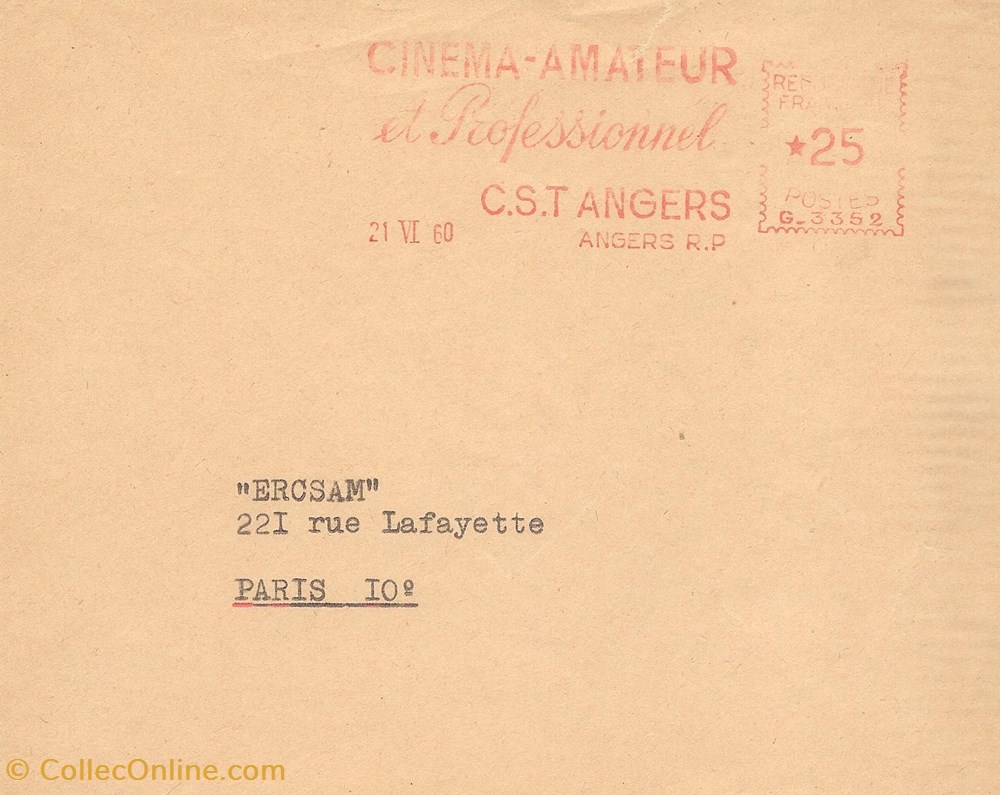 CINEMA-AMATEUR
et Professionnel
C.S.T ANGERS
21 VI 60
ANGERS R.P
★25
POSTES
G_3352
"ERCSAM"
22I rue Lafayette
PARIS IOº
© CollecOnline.com